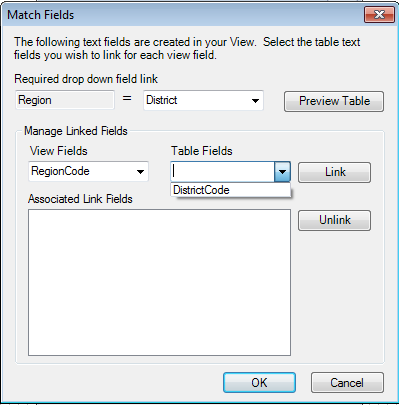 Match Fields
The following text fields are created in your View. Select the table text
fields you wish to link for each view field.
Required drop down field link
Region = District Preview Table
Manage Linked Fields
View Fields Table Fields
RegionCode Link
DistrictCode
Associated Link Fields
Unlink
OK Cancel